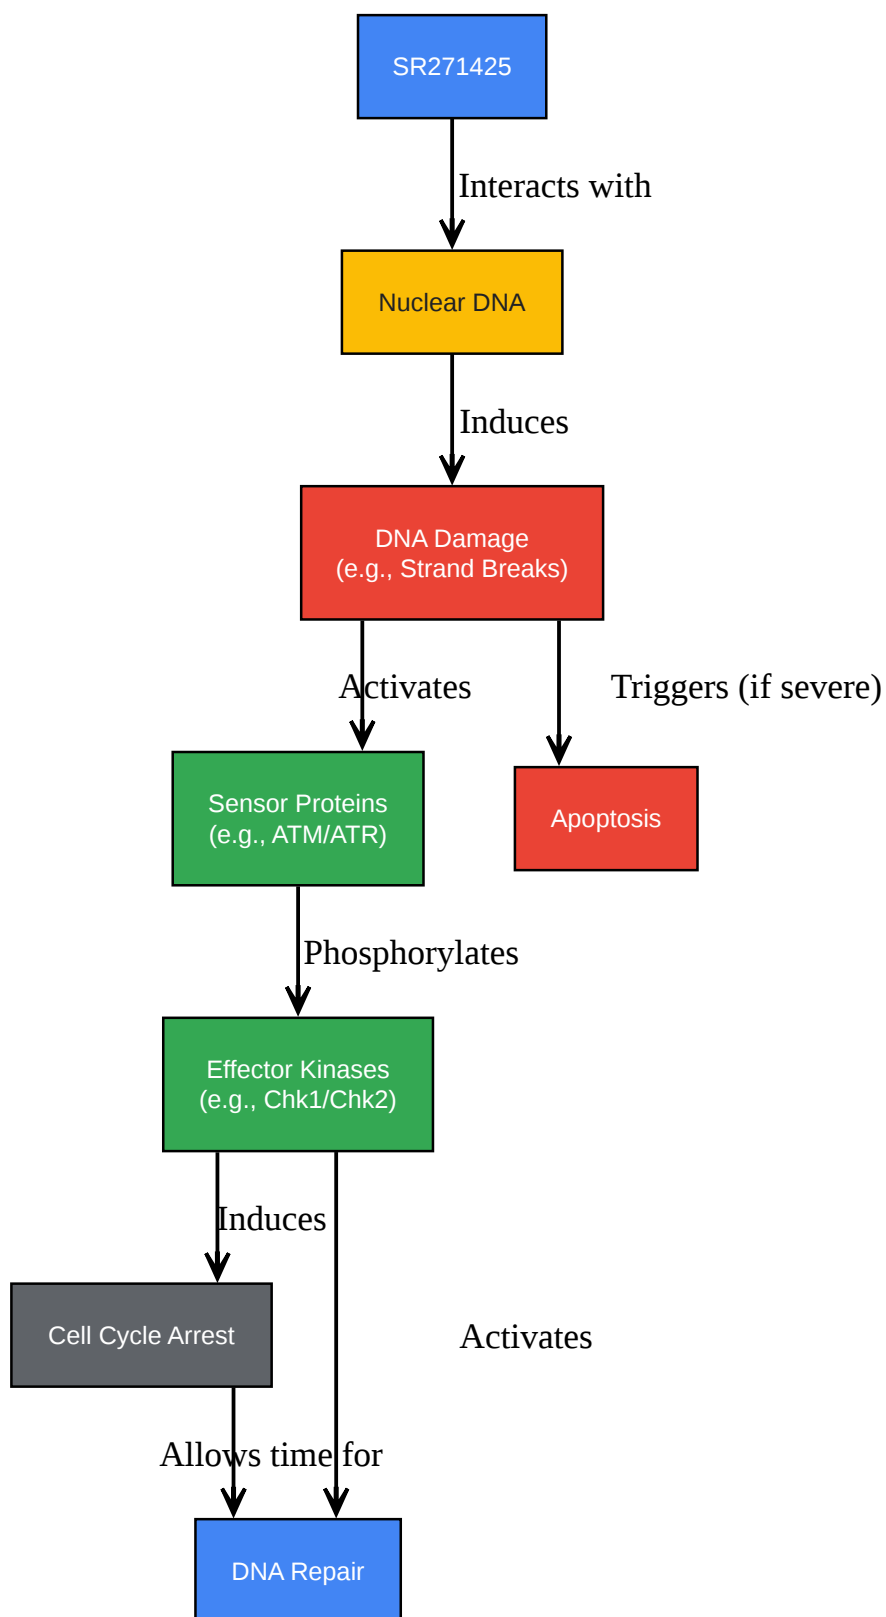 SR271425
Interacts with
Nuclear DNA
Induces
DNA Damage
(e.g., Strand Breaks)
Activates
Triggers (if severe)
Sensor Proteins
(e.g., ATM/ATR)
Apoptosis
Phosphorylates
Effector Kinases
(e.g., Chk1/Chk2)
Induces
Cell Cycle Arrest
Activates
Allows time for
DNA Repair